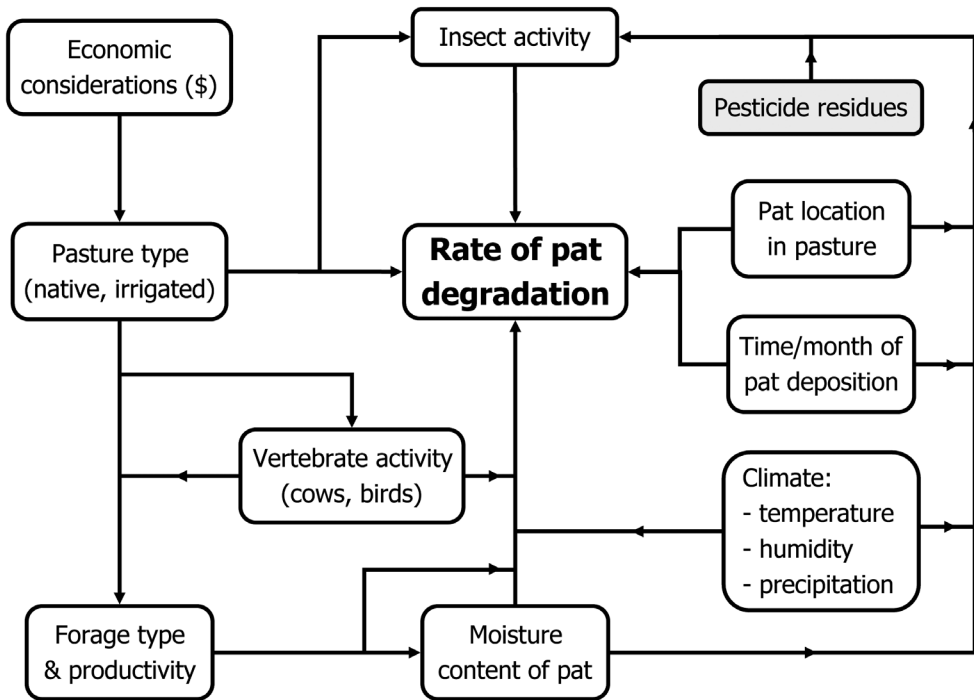 Economic
considerations ($)
Insect activity
Pesticide residues
Pasture type
(native, irrigated)
Rate of pat
degradation
Pat location
in pasture
Time/month of
pat deposition
Vertebrate activity
(cows, birds)
Climate:
- temperature
- humidity
- precipitation
Forage type
& productivity
Moisture
content of pat